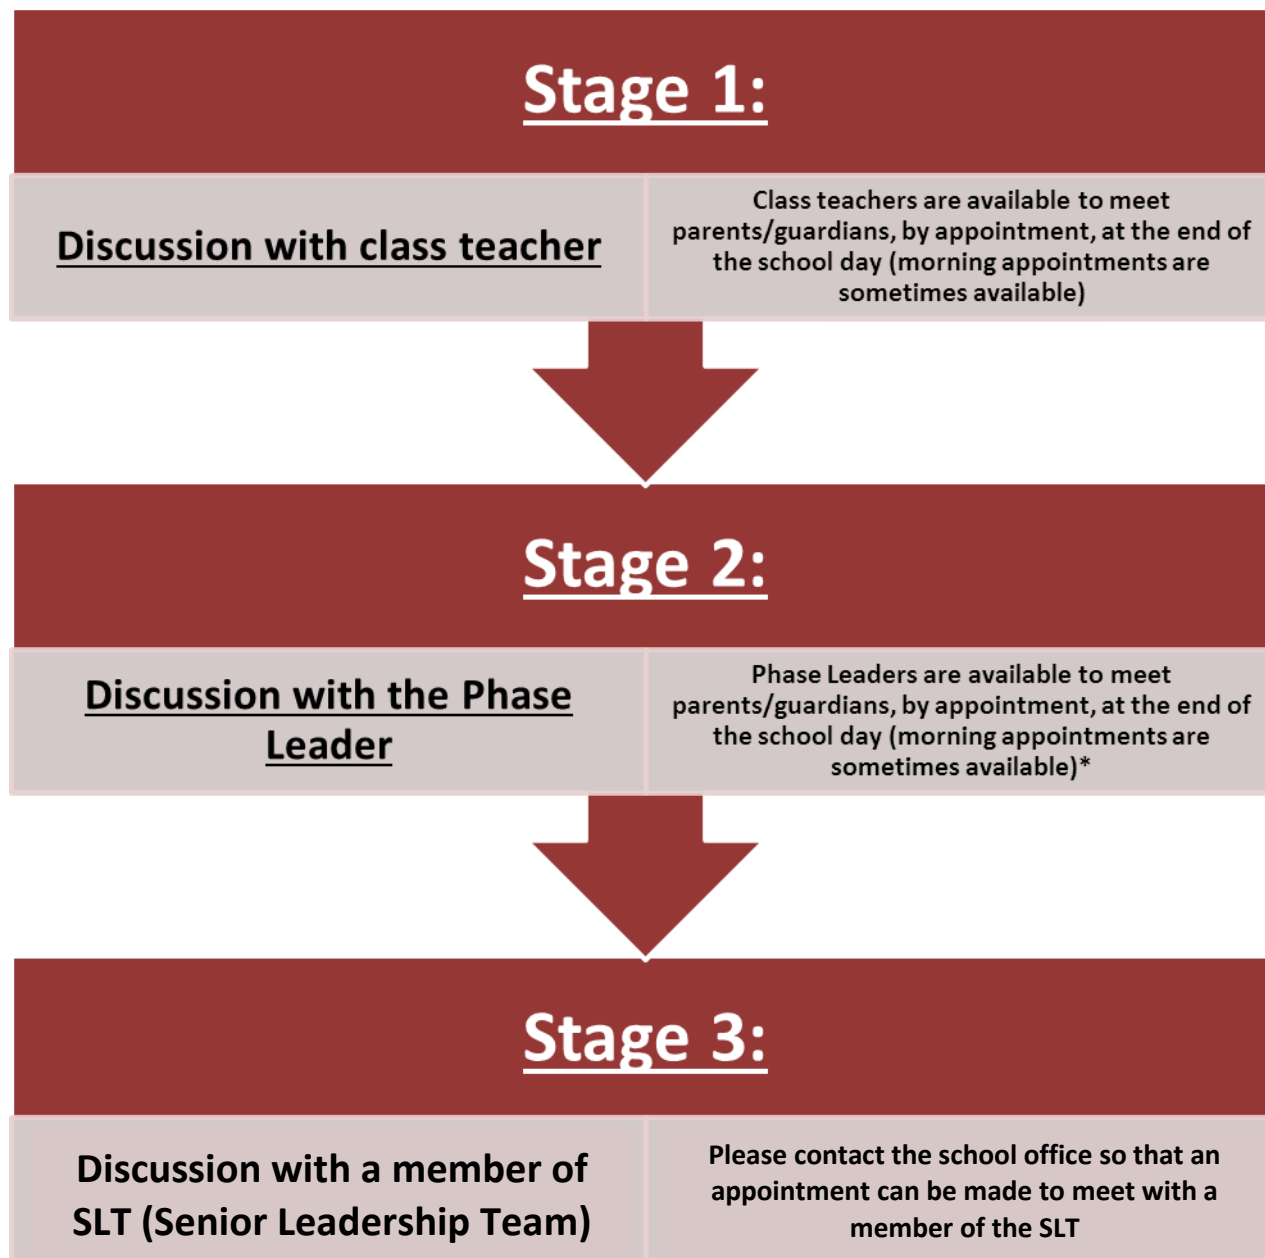 Stage 1:
Discussion with class teacher
Class teachers are available to meet
parents/guardians, by appointment, at the end of
the school day (morning appointments are
sometimes available)
Stage 2:
Discussion with the Phase
Leader
Phase Leaders are available to meet
parents/guardians, by appointment, at the end of
the school day (morning appointments are
sometimes available)*
Stage 3:
Discussion with a member of
SLT (Senior Leadership Team)
Please contact the school office so that an
appointment can be made to meet with a
member of the SLT